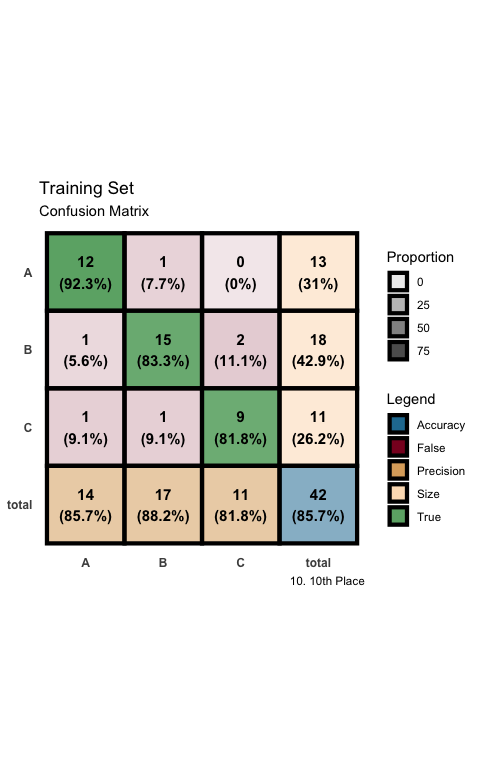 Training Set
Confusion Matrix
A
12
(92.3%)
1
(7.7%)
0
(0%)
13
(31%)
B
1
(5.6%)
15
(83.3%)
2
(11.1%)
18
(42.9%)
C
1
(9.1%)
1
(9.1%)
9
(81.8%)
11
(26.2%)
total
14
(85.7%)
17
(88.2%)
11
(81.8%)
42
(85.7%)
A
B
C
total
10. 10th Place
Proportion
0
25
50
75
Legend
Accuracy
False
Precision
Size
True